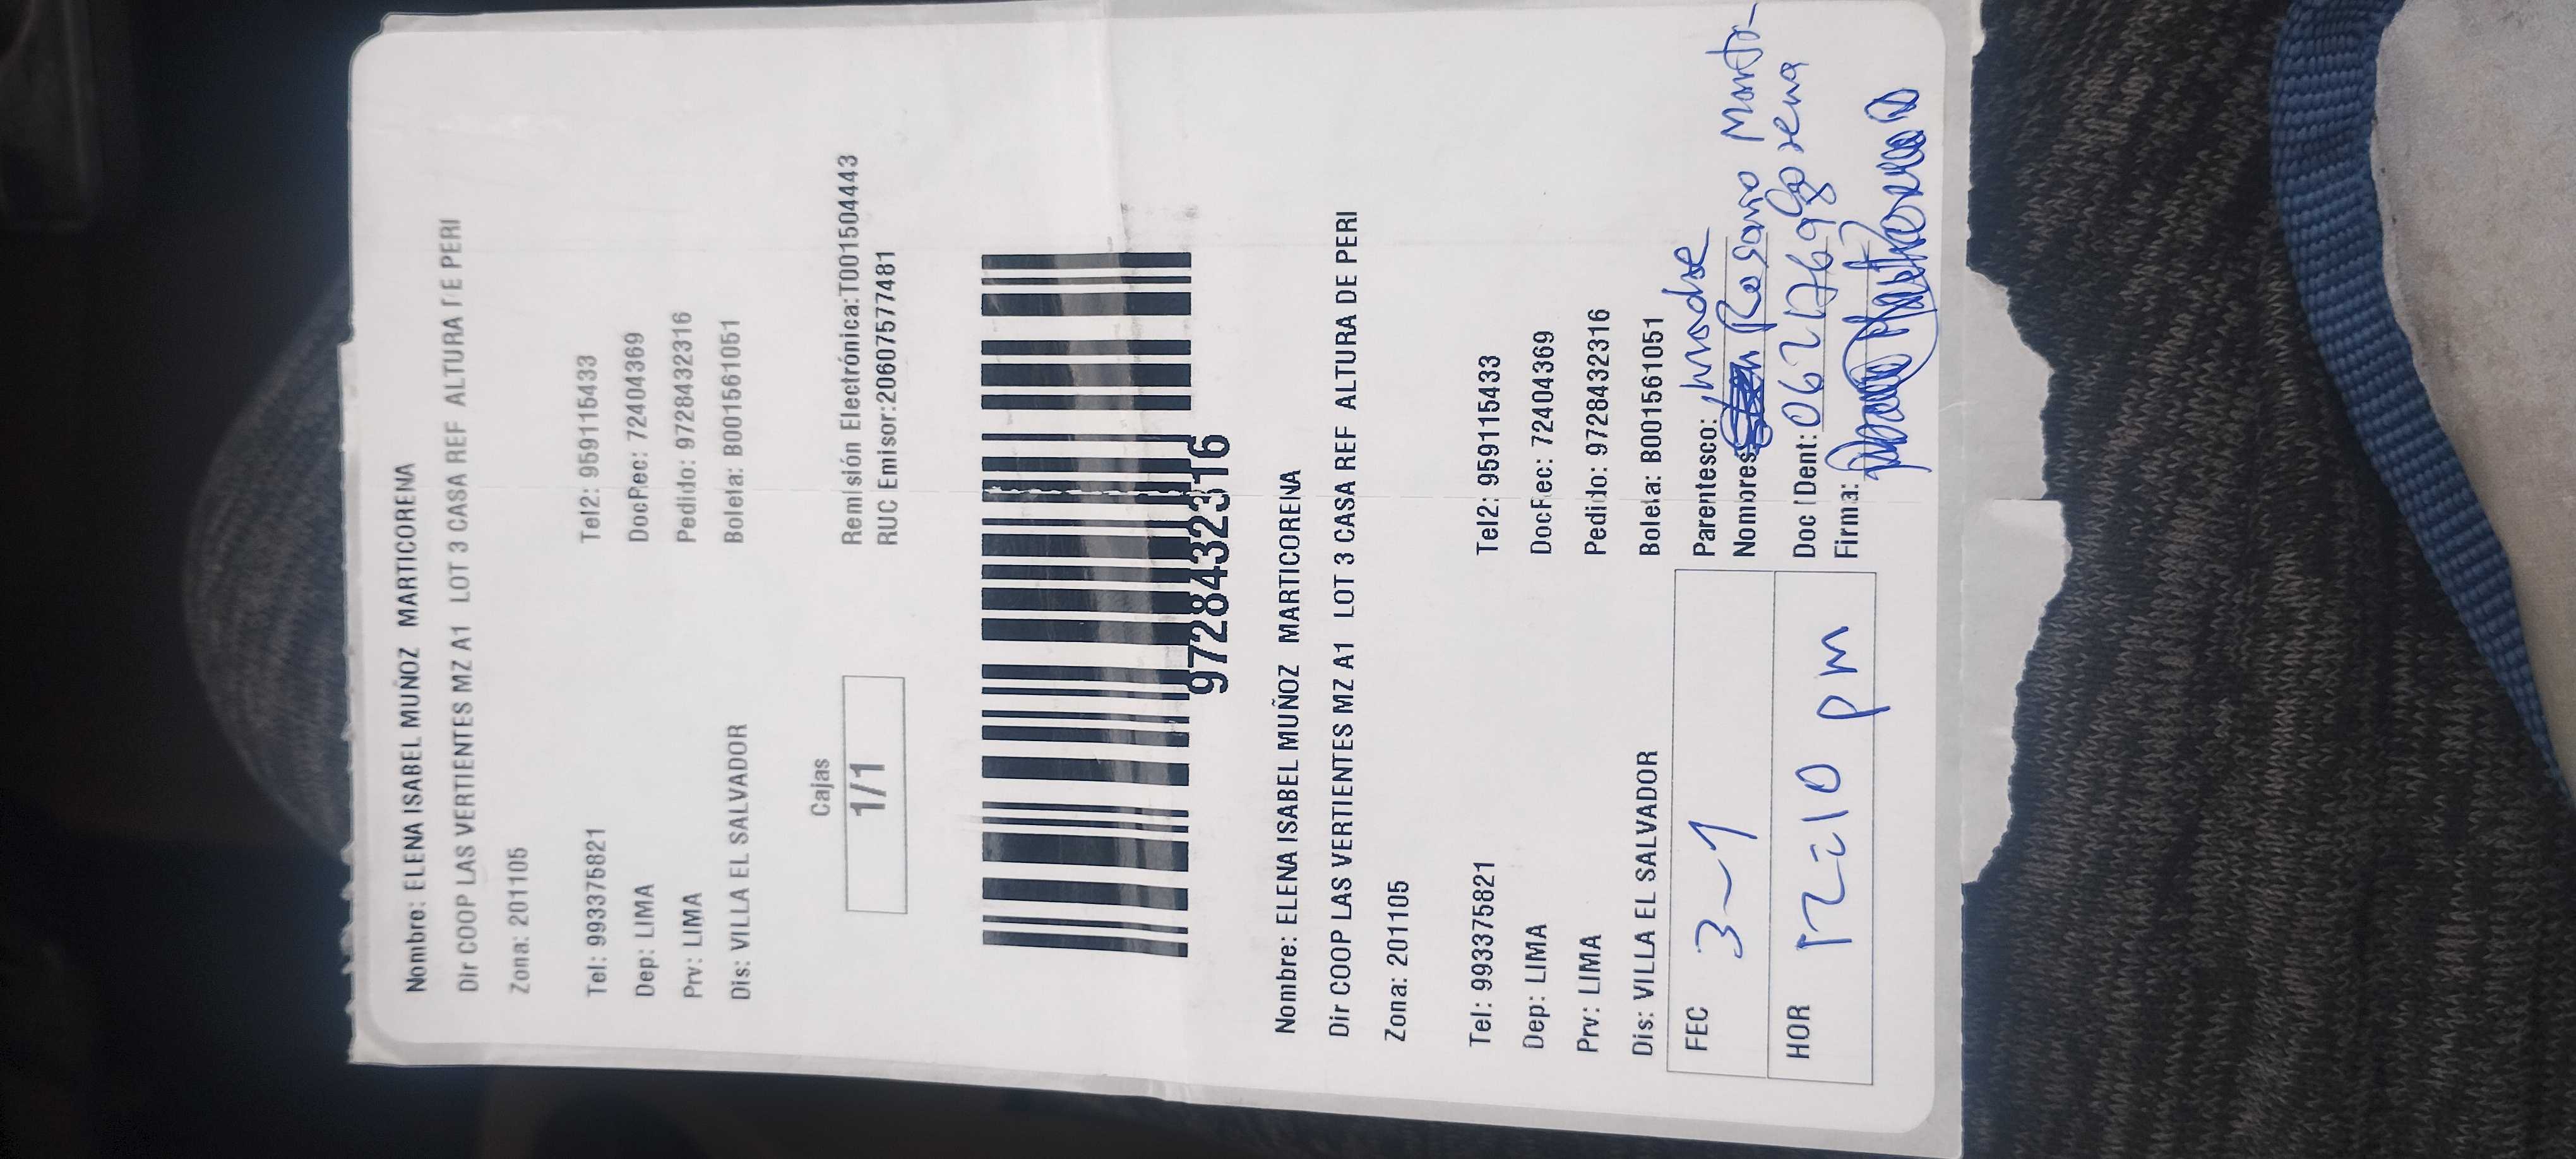 Nombre: ELENA ISABEL MUÑOZ MARTICORENA
Dir COOP LAS VERTIENTES MZ A1 LOT 3 CASA REF ALTURA DE PERI
Zona: 201105
Tel: 993375821 Tel2: 959115433
Dep: LIMA DocRec: 72404369
Prv: LIMA Pedido: 97284432316
Dis: VILLA EL SALVADOR Boleta: B001561051
Cajas
1/1
Remisión Electrónica:T001504443
RUC Emisor:20607577481
97284432316
Nombre: ELENA ISABEL MUÑOZ MARTICORENA
Dir COOP LAS VERTIENTES MZ A1 LOT 3 CASA REF ALTURA DE PERI
Zona: 201105
Tel: 993375821 Tel2: 959115433
Dep: LIMA DocRec: 72404369
Prv: LIMA Pedido: 97284432316
Dis: VILLA EL SALVADOR Boleta: B001561051
FEC 3-1 Parentesco: madre
Nombres: Rosario
HOR 12:10 pm Doc IDent:
Firma: